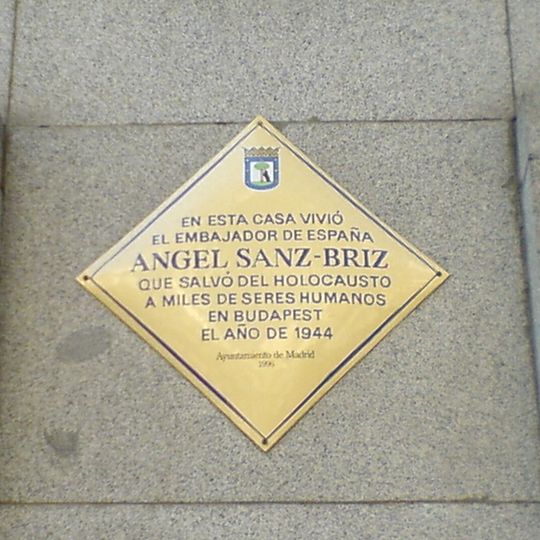 EN ESTA CASA VIVIÓ
EL EMBAJADOR DE ESPAÑA
ANGEL SANZ-BRIZ
QUE SALVÓ DEL HOLOCAUSTO
A MILES DE SERES HUMANOS
EN BUDAPEST
EL AÑO DE 1944
Ayuntamiento de Madrid
1996